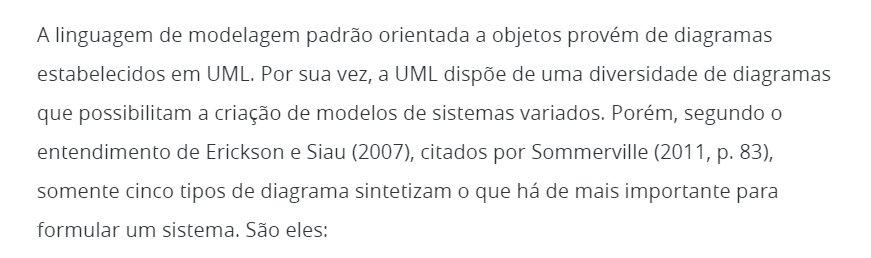 A linguagem de modelagem padrão orientada a objetos provém de diagramas
estabelecidos em UML. Por sua vez, a UML dispõe de uma diversidade de diagramas
que possibilitam a criação de modelos de sistemas variados. Porém, segundo o
entendimento de Erickson e Siau (2007), citados por Sommerville (2011, p. 83),
somente cinco tipos de diagrama sintetizam o que há de mais importante para
formular um sistema. São eles: